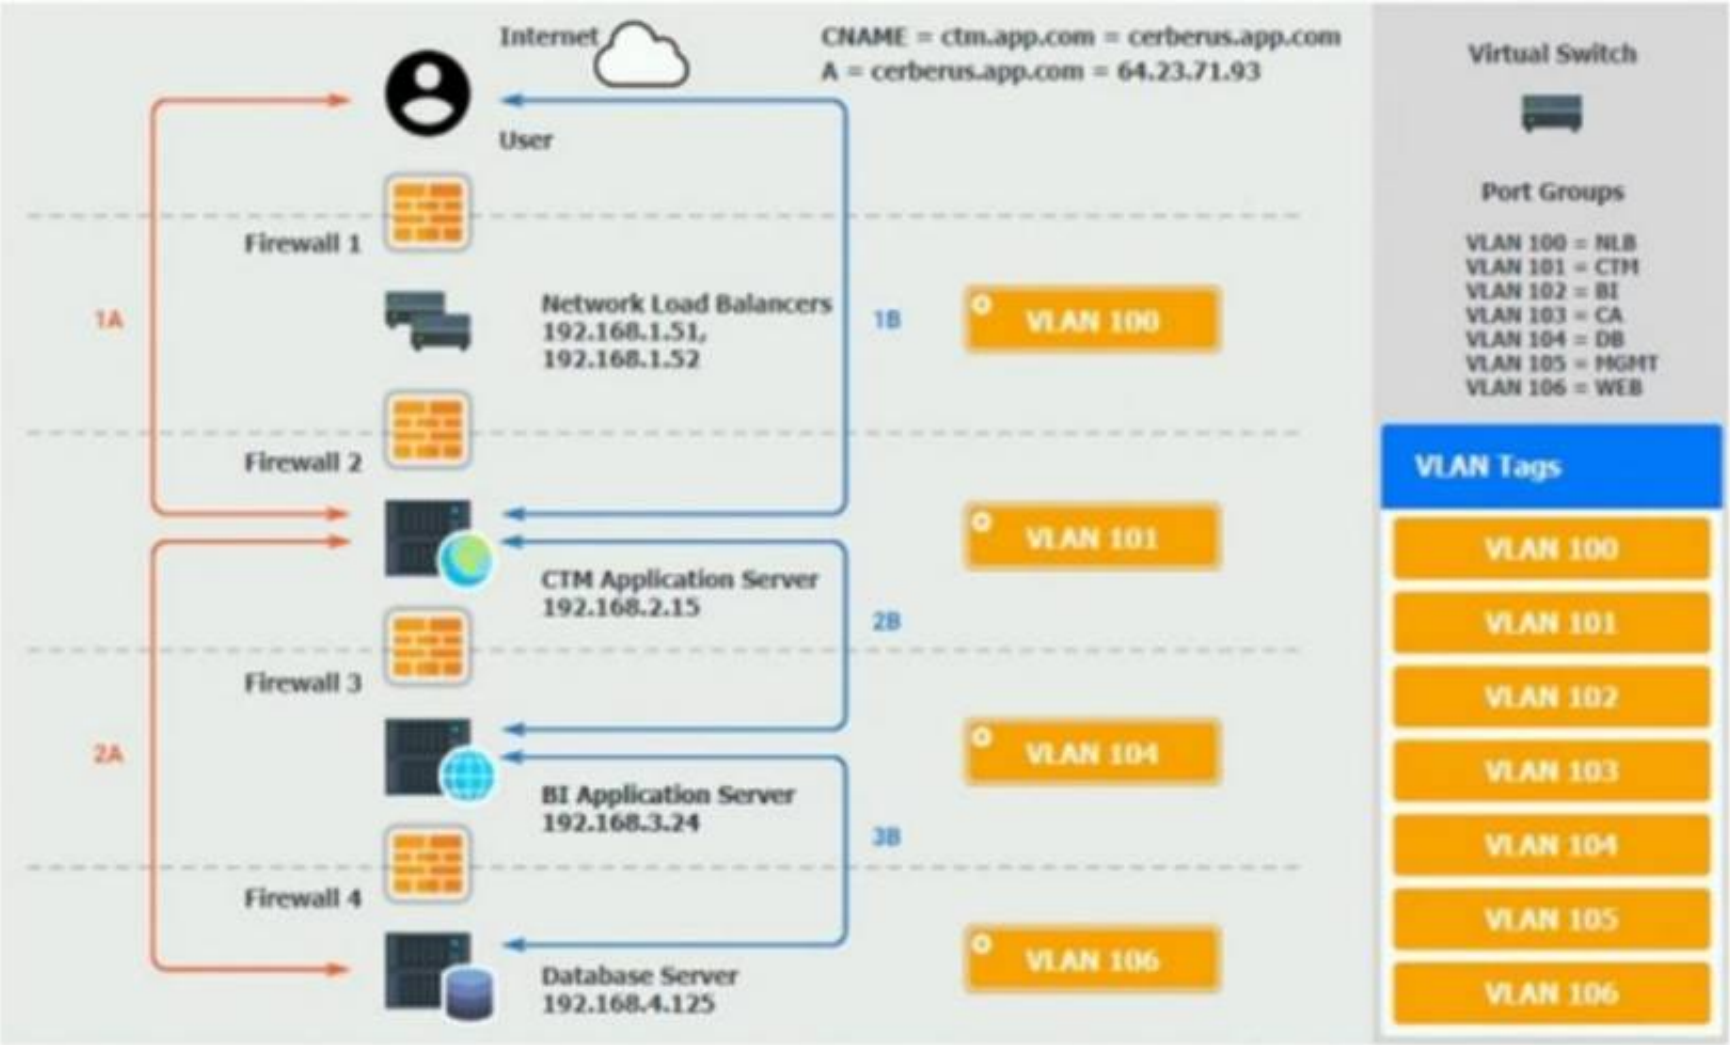 Internet
CNAME = ctm.app.com = cerberus.app.com
A = cerberus.app.com = 64.23.71.93
User
Firewall 1
1A
Network Load Balancers
192.168.1.51,
192.168.1.52
1B
VLAN 100
Firewall 2
CTM Application Server
192.168.2.15
VLAN 101
2B
Firewall 3
2A
BI Application Server
192.168.3.24
VLAN 104
3B
Firewall 4
Database Server
192.168.4.125
VLAN 106
Virtual Switch
Port Groups
VLAN 100 = NLB
VLAN 101 = CTM
VLAN 102 = BI
VLAN 103 = CA
VLAN 104 = DB
VLAN 105 = MGMT
VLAN 106 = WEB
VLAN Tags
VLAN 100
VLAN 101
VLAN 102
VLAN 103
VLAN 104
VLAN 105
VLAN 106